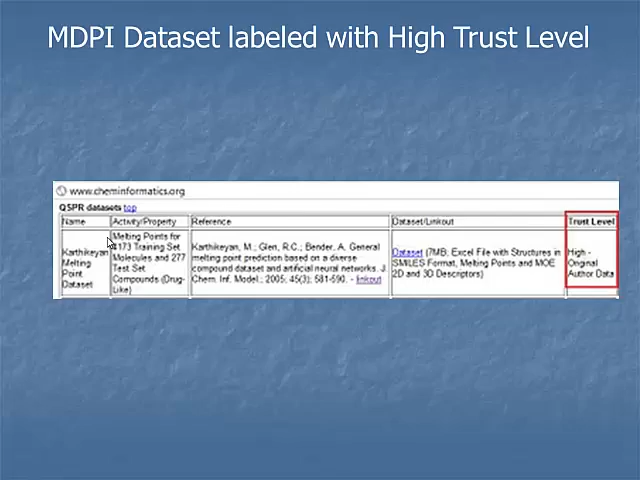 MDPI Dataset labeled with High Trust Level
www.cheminformatics.org
QSPR datasets top
Name Activity/Property Reference Dataset/Linkout Trust Level
Karthikeyan
Melting
Point
Dataset
Melting Points for
4173 Training Set
Molecules and 277
Test Set
Compounds (Drug-
Like)
Karthikeyan, M.; Glen, R.C.; Bender, A. General
melting point prediction based on a diverse
compound dataset and artificial neural networks. J.
Chem. Inf. Model.; 2005; 45(3); 581-590. - linkout
Dataset (7MB, Excel File with Structures in
SMILES Format, Melting Points and MOE
2D and 3D Descriptors)
High -
Original
Author Data